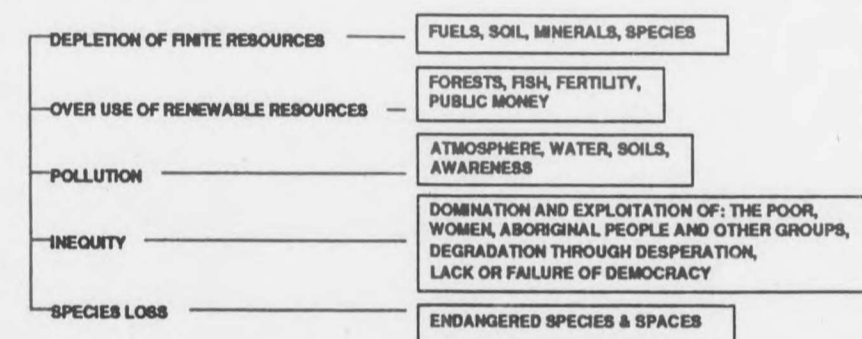 DEPLETION OF FINITE RESOURCES
FUELS, SOIL, MINERALS, SPECIES
OVER USE OF RENEWABLE RESOURCES
FORESTS, FISH, FERTILITY,
PUBLIC MONEY
POLLUTION
ATMOSPHERE, WATER, SOILS,
AWARENESS
INEQUITY
DOMINATION AND EXPLOITATION OF: THE POOR,
WOMEN, ABORIGINAL PEOPLE AND OTHER GROUPS,
DEGRADATION THROUGH DESPERATION,
LACK OR FAILURE OF DEMOCRACY
SPECIES LOSS
ENDANGERED SPECIES & SPACES